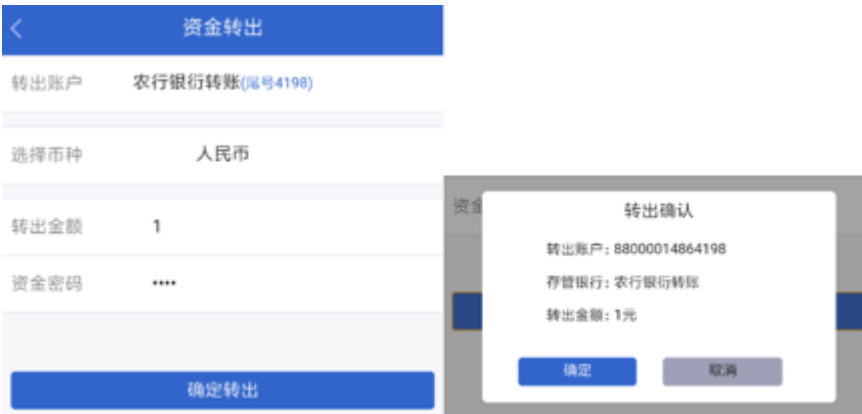 资金转出
转出账户 农行银衍转账(尾号4198)
选择币种 人民币
转出金额 1
资金密码 ••••
确定转出
资金
转出确认
转出账户: 88000014864198
存管银行: 农行银衍转账
转出金额: 1元
确定 取消